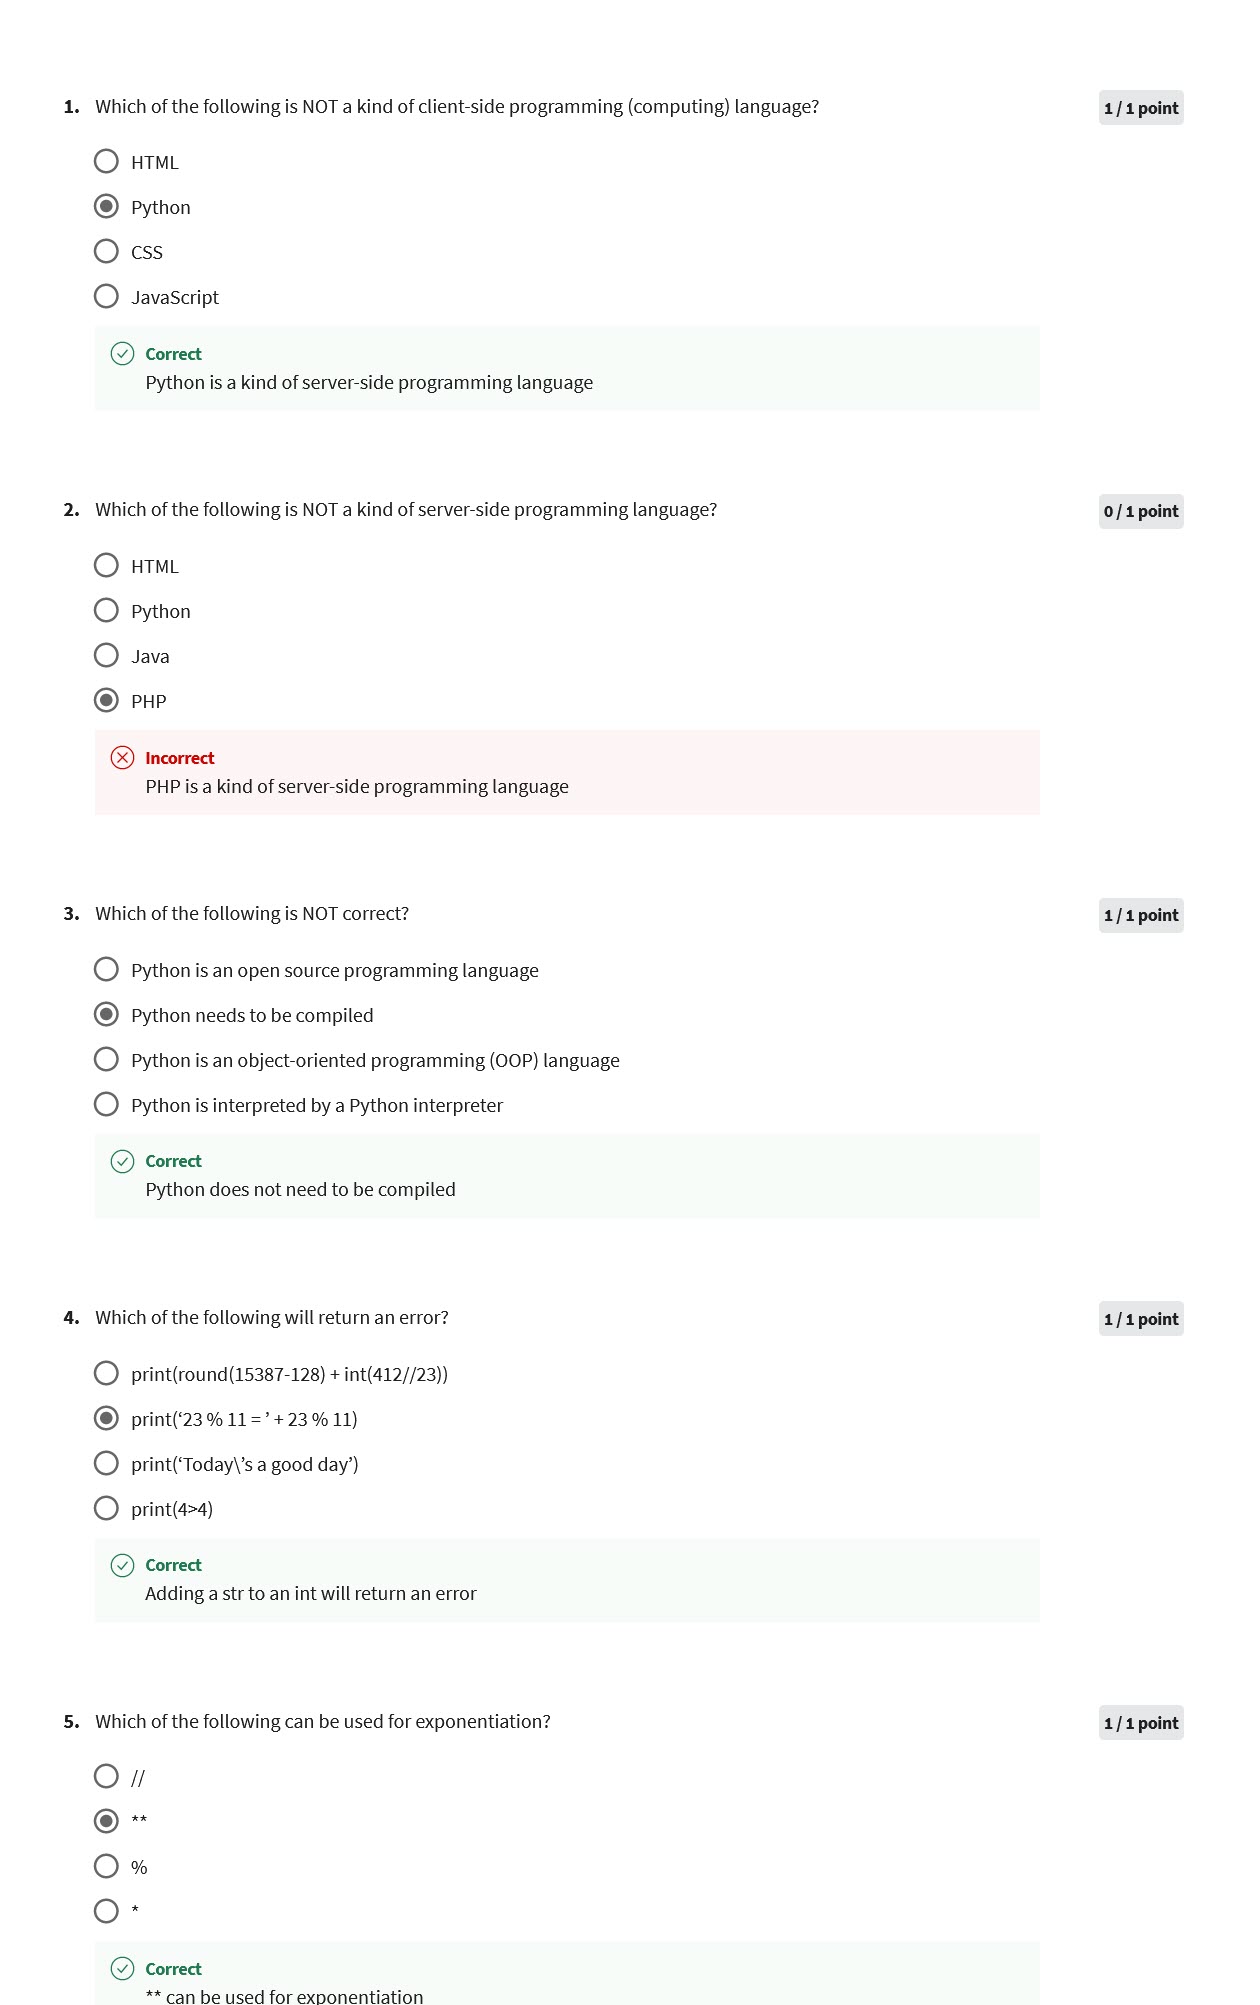 1. Which of the following is NOT a kind of client-side programming (computing) language? 1 / 1 point
HTML
Python
CSS
JavaScript
Correct
Python is a kind of server-side programming language
2. Which of the following is NOT a kind of server-side programming language? 0 / 1 point
HTML
Python
Java
PHP
Incorrect
PHP is a kind of server-side programming language
3. Which of the following is NOT correct? 1 / 1 point
Python is an open source programming language
Python needs to be compiled
Python is an object-oriented programming (OOP) language
Python is interpreted by a Python interpreter
Correct
Python does not need to be compiled
4. Which of the following will return an error? 1 / 1 point
print(round(15387-128) + int(412//23))
print(‘23 % 11 = ’ + 23 % 11)
print(‘Today\’s a good day’)
print(4>4)
Correct
Adding a str to an int will return an error
5. Which of the following can be used for exponentiation? 1 / 1 point
//
**
%
*
Correct
** can be used for exponentiation